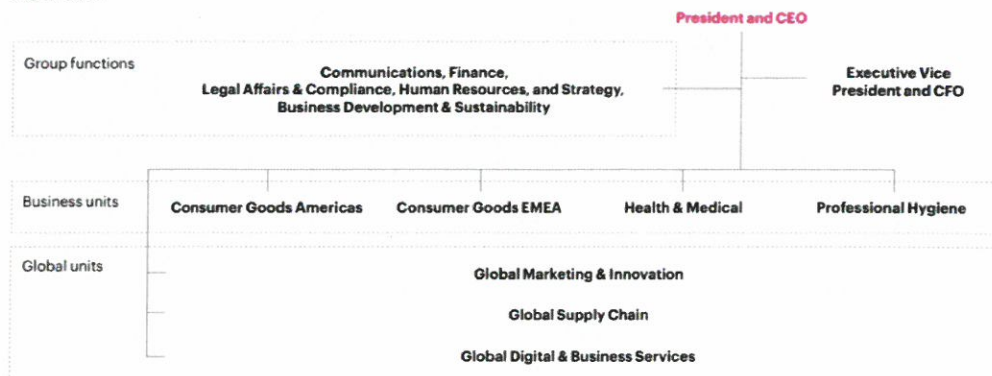 President and CEO
Group functions
Communications, Finance,
Legal Affairs & Compliance, Human Resources, and Strategy,
Business Development & Sustainability
Executive Vice
President and CFO
Business units
Consumer Goods Americas
Consumer Goods EMEA
Health & Medical
Professional Hygiene
Global units
Global Marketing & Innovation
Global Supply Chain
Global Digital & Business Services